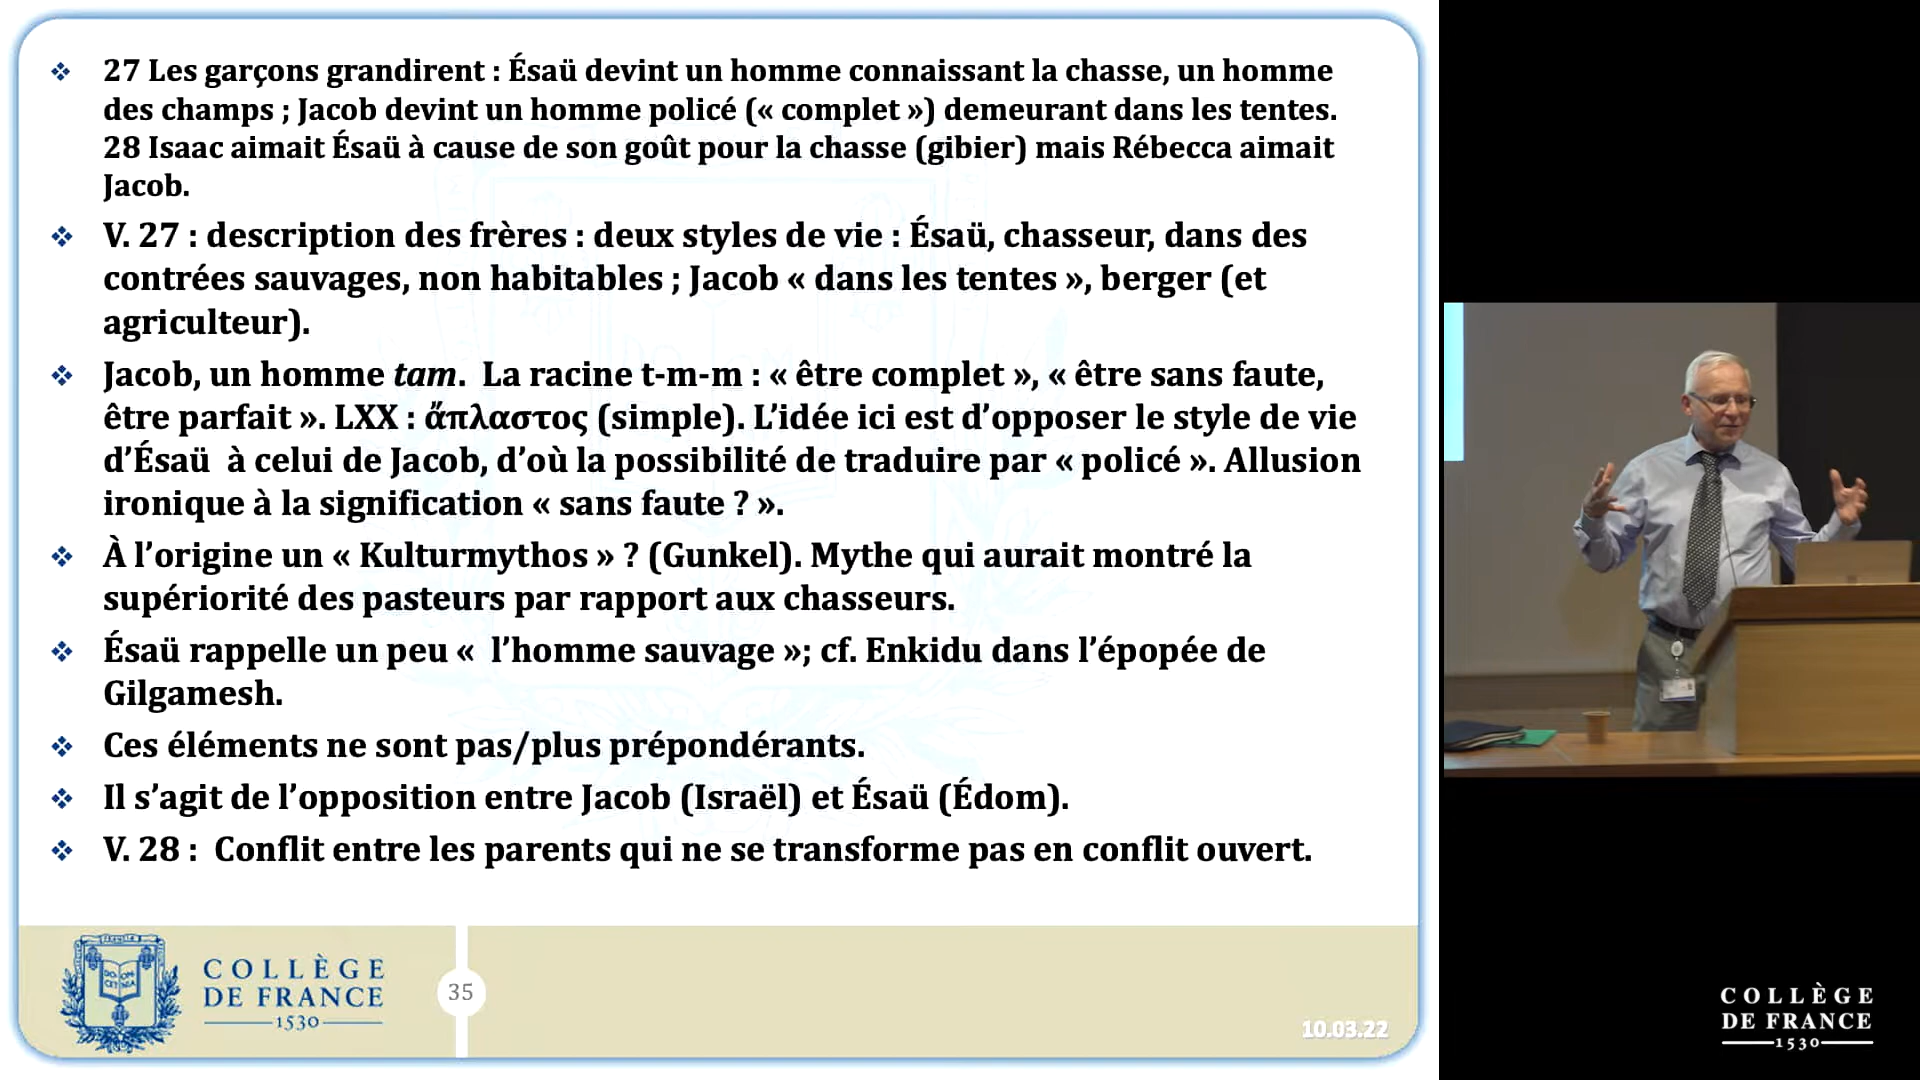 27 Les garçons grandirent : Ésaü devint un homme connaissant la chasse, un homme
des champs ; Jacob devint un homme policé (« complet ») demeurant dans les tentes.
28 Isaac aimait Ésaü à cause de son goût pour la chasse (gibier) mais Rébecca aimait
Jacob.
V. 27 : description des frères : deux styles de vie : Ésaü, chasseur, dans des
contrées sauvages, non habitables ; Jacob « dans les tentes », berger (et
agriculteur).
Jacob, un homme tam. La racine t-m-m : « être complet », « être sans faute,
être parfait ». LXX : ἄπλαστος (simple). L’idée ici est d’opposer le style de vie
d’Ésaü à celui de Jacob, d’où la possibilité de traduire par « policé ». Allusion
ironique à la signification « sans faute ? ».
À l’origine un « Kulturmythos » ? (Gunkel). Mythe qui aurait montré la
supériorité des pasteurs par rapport aux chasseurs.
Ésaü rappelle un peu « l’homme sauvage »; cf. Enkidu dans l’épopée de
Gilgamesh.
Ces éléments ne sont pas/plus prépondérants.
Il s’agit de l’opposition entre Jacob (Israël) et Ésaü (Édom).
V. 28 : Conflit entre les parents qui ne se transforme pas en conflit ouvert.
COLLÈGE
DE FRANCE
1530
35
10.03.22
COLLÈGE
DE FRANCE
1530